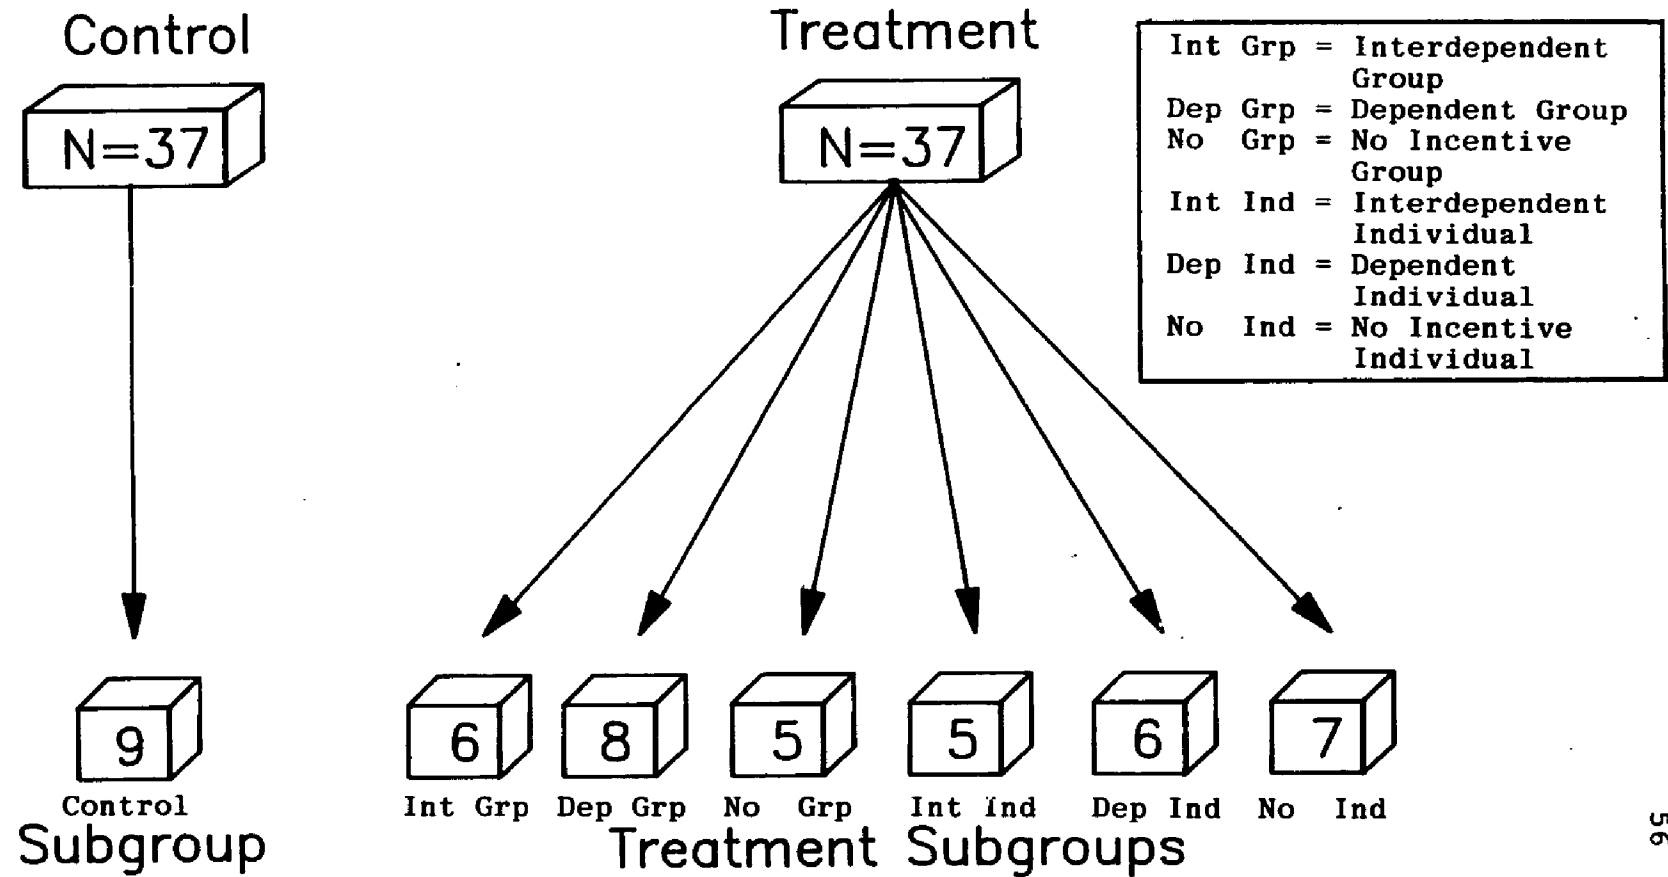 Control
Treatment
N=37
N=37
Int Grp = Interdependent
Group
Dep Grp = Dependent Group
No Grp = No Incentive
Group
Int Ind = Interdependent
Individual
Dep Ind = Dependent
Individual
No Ind = No Incentive
Individual
9
6
8
5
5
6
7
Control
Int Grp
Dep Grp
No Grp
Int Ind
Dep Ind
No Ind
Subgroup
Treatment Subgroups
56